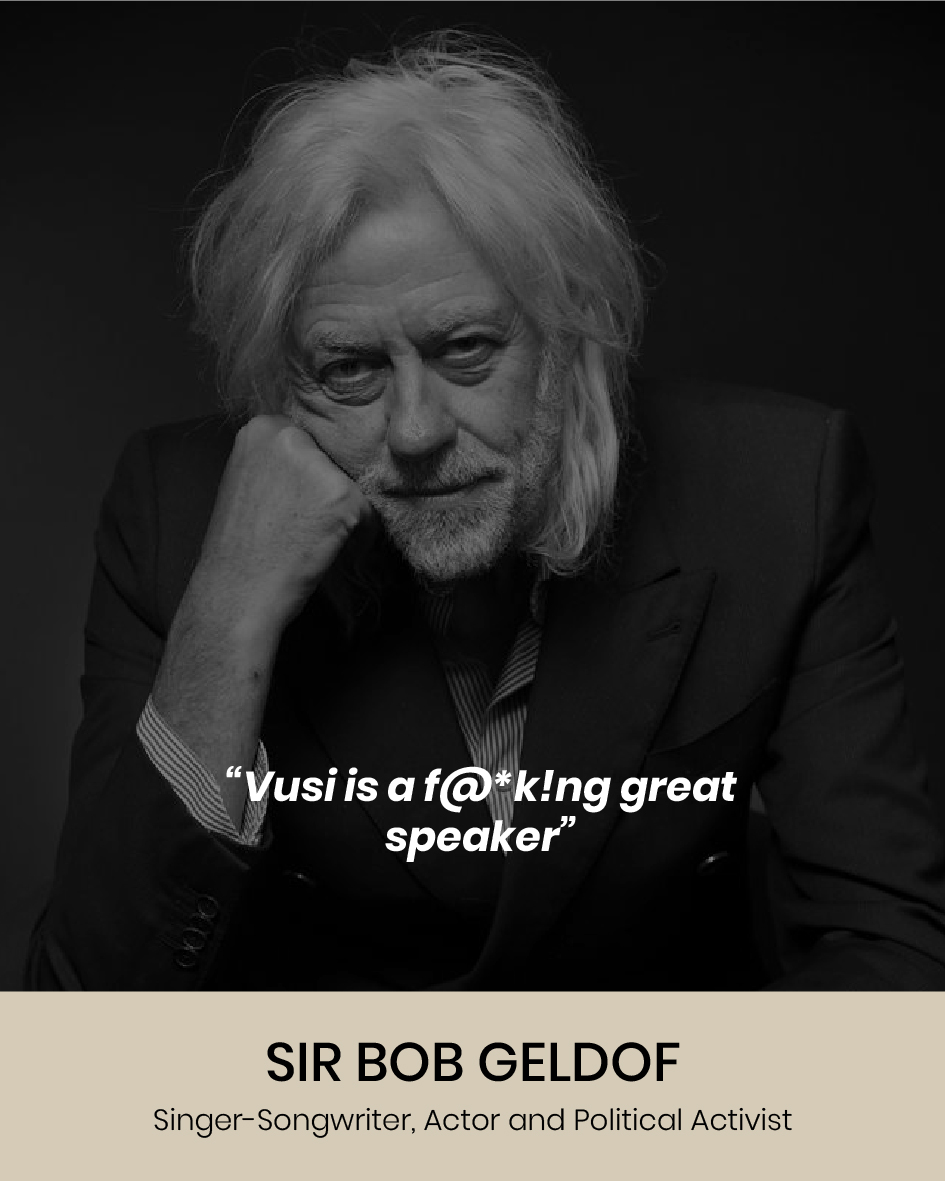 “Vusi is a f@*k!ng great
speaker”
SIR BOB GELDOF
Singer-Songwriter, Actor and Political Activist